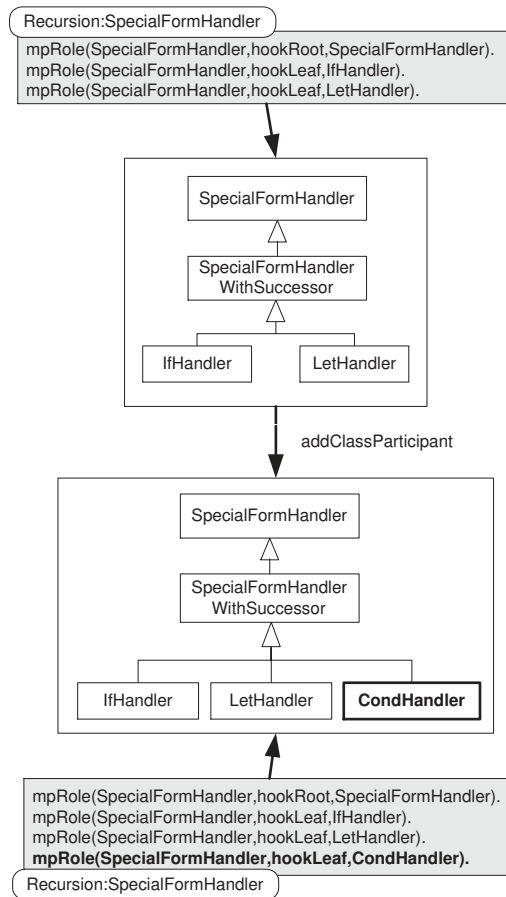 Recursion:SpecialFormHandler
mpRole(SpecialFormHandler,hookRoot,SpecialFormHandler).
mpRole(SpecialFormHandler,hookLeaf,IfHandler).
mpRole(SpecialFormHandler,hookLeaf,LetHandler).
SpecialFormHandler
SpecialFormHandler
WithSuccessor
IfHandler
LetHandler
addClassParticipant
SpecialFormHandler
SpecialFormHandler
WithSuccessor
IfHandler
LetHandler
CondHandler
mpRole(SpecialFormHandler,hookRoot,SpecialFormHandler).
mpRole(SpecialFormHandler,hookLeaf,IfHandler).
mpRole(SpecialFormHandler,hookLeaf,LetHandler).
mpRole(SpecialFormHandler,hookLeaf,CondHandler).
Recursion:SpecialFormHandler